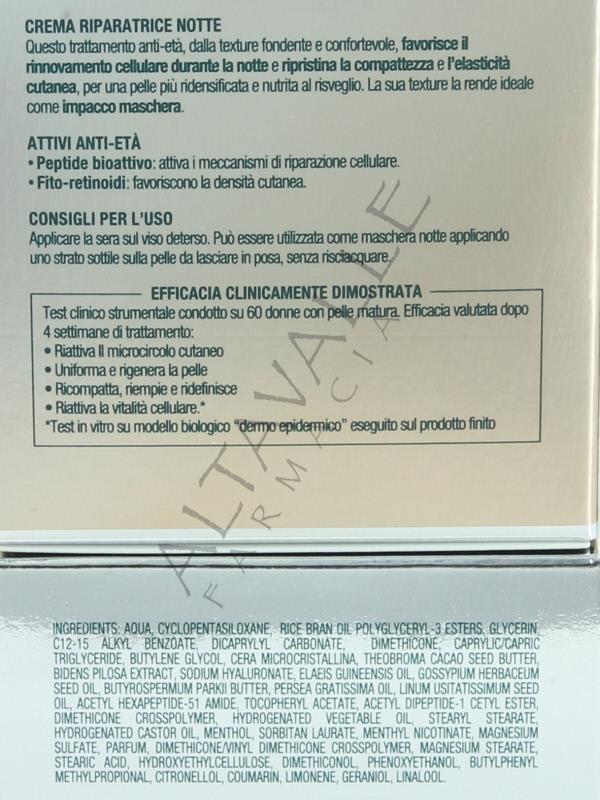 CREMA RIPARATRICE NOTTE
Questo trattamento anti-età, dalla texture fondente e confortevole, favorisce il
rinnovamento cellulare durante la notte e ripristina la compattezza e l'elasticità
cutanea, per una pelle più ridensificata e nutrita al risveglio. La sua texture la rende ideale
come impacco maschera.
ATTIVI ANTI-ETÀ
• Peptide bioattivo: attiva i meccanismi di riparazione cellulare.
• Fito-retinoidi: favoriscono la densità cutanea.
CONSIGLI PER L'USO
Applicare la sera sul viso deterso. Può essere utilizzata come maschera notte applicando
uno strato sottile sulla pelle da lasciare in posa, senza risciacquare.
EFFICACIA CLINICAMENTE DIMOSTRATA
Test clinico strumentale condotto su 60 donne con pelle matura. Efficacia valutata dopo
4 settimane di trattamento:
• Riattiva Il microcircolo cutaneo
• Uniforma e rigenera la pelle
• Ricompatta, riempie e ridefinisce
• Riattiva la vitalità cellulare.*
*Test in vitro su modello biologico "dermo epidermico" eseguito sul prodotto finito
ALTAVALLE
FARMACIA
INGREDIENTS: AQUA, CYCLOPENTASILOXANE, RICE BRAN OIL POLYGLYCERYL-3 ESTERS, GLYCERIN,
C12-15 ALKYL BENZOATE, DICAPRYLYL CARBONATE, DIMETHICONE, CAPRYLIC/CAPRIC
TRIGLYCERIDE, BUTYLENE GLYCOL, CERA MICROCRISTALLINA, THEOBROMA CACAO SEED BUTTER,
BIDENS PILOSA EXTRACT, SODIUM HYALURONATE, ELAEIS GUINEENSIS OIL, GOSSYPIUM HERBACEUM
SEED OIL, BUTYROSPERMUM PARKII BUTTER, PERSEA GRATISSIMA OIL, LINUM USITATISSIMUM SEED
OIL, ACETYL HEXAPEPTIDE-51 AMIDE, TOCOPHERYL ACETATE, ACETYL DIPEPTIDE-1 CETYL ESTER,
DIMETHICONE CROSSPOLYMER, HYDROGENATED VEGETABLE OIL, STEARYL STEARATE,
HYDROGENATED CASTOR OIL, MENTHOL, SORBITAN LAURATE, MENTHYL NICOTINATE, MAGNESIUM
SULFATE, PARFUM, DIMETHICONE/VINYL DIMETHICONE CROSSPOLYMER, MAGNESIUM STEARATE,
STEARIC ACID, HYDROXYETHYLCELLULOSE, DIMETHICONOL, PHENOXYETHANOL, BUTYLPHENYL
METHYLPROPIONAL, CITRONELLOL, COUMARIN, LIMONENE, GERANIOL, LINALOOL.